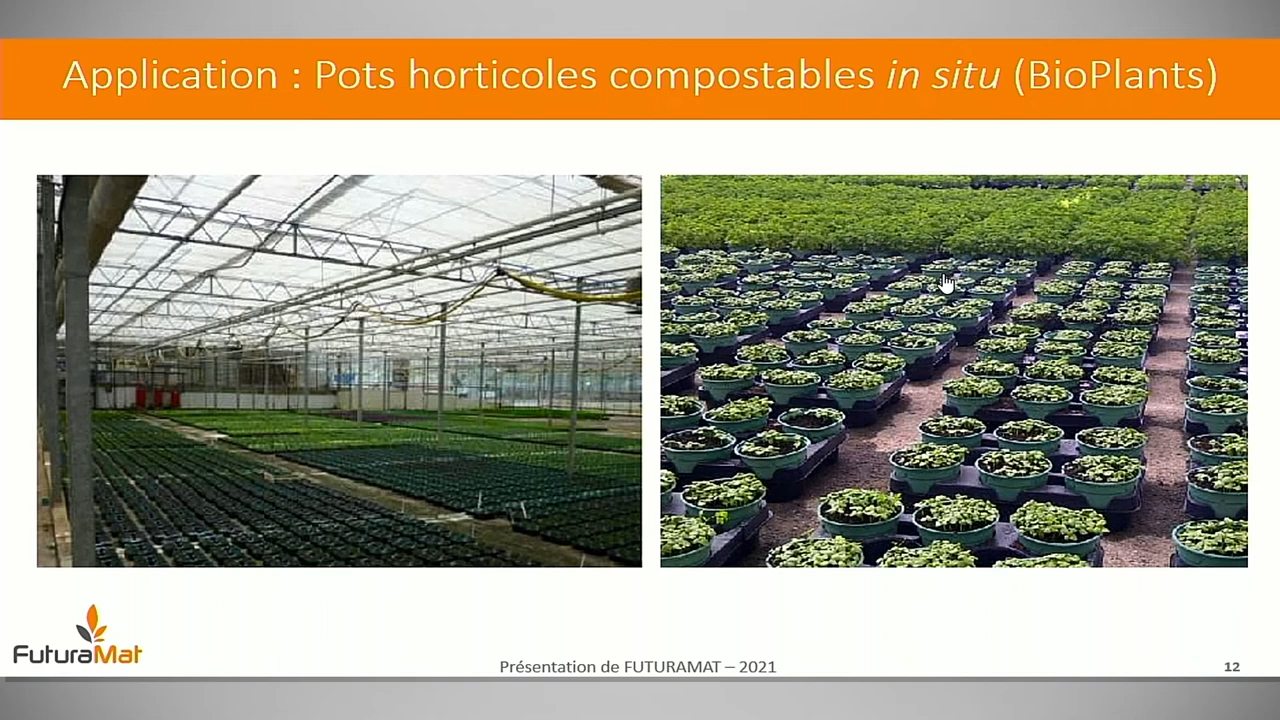 Application : Pots horticoles compostables in situ (BioPlants)
FuturaMat
Présentation de FUTURAMAT – 2021
12